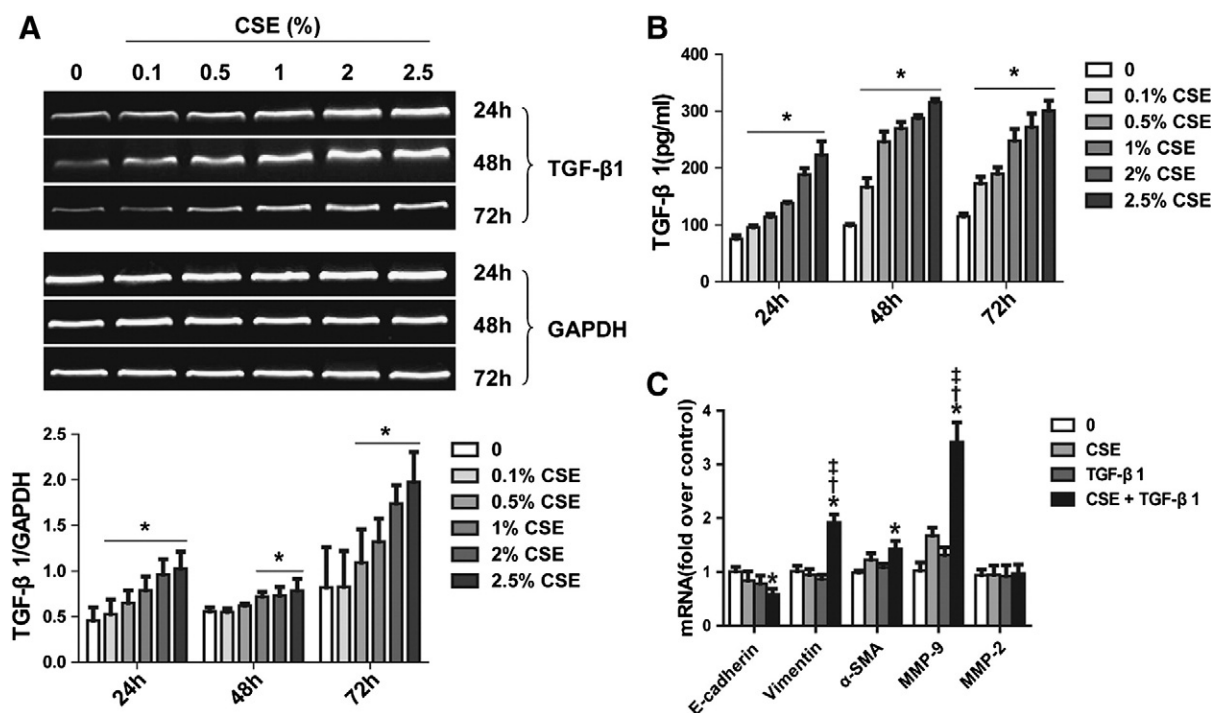 A
CSE (%)
0 0.1 0.5 1 2 2.5
24h
48h
72h
TGF-β1
24h
48h
72h
GAPDH
TGF-β 1/GAPDH
2.5
2.0
1.5
1.0
0.5
0.0
*
*
*
24h 48h 72h
0
0.1% CSE
0.5% CSE
1% CSE
2% CSE
2.5% CSE
B
TGF-β 1(pg/ml)
400
300
200
100
0
*
*
*
24h 48h 72h
0
0.1% CSE
0.5% CSE
1% CSE
2% CSE
2.5% CSE
C
mRNA(fold over control)
4
3
2
1
0
*
‡†*
*
‡†*
E-cadherin Vimentin α-SMA MMP-9 MMP-2
0
CSE
TGF-β 1
CSE + TGF-β 1